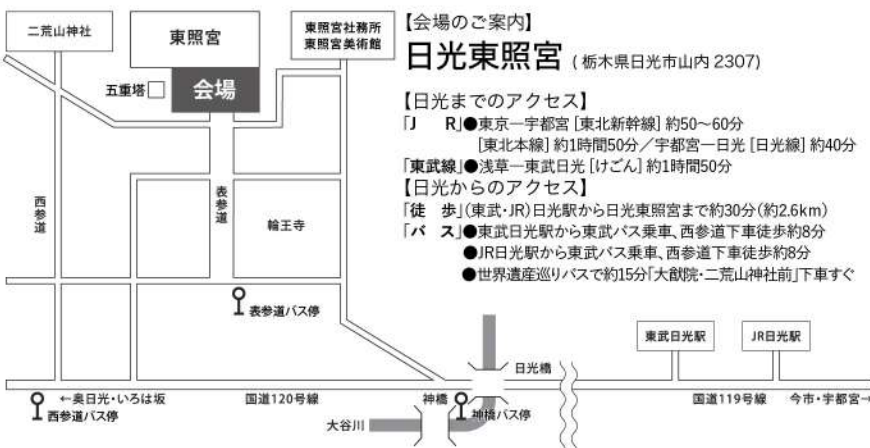 二荒山神社
東照宮
東照宮社務所
東照宮美術館
五重塔
会場
西参道
表参道
輪王寺
表参道バス停
【会場のご案内】
日光東照宮 (栃木県日光市山内 2307)
【日光までのアクセス】
「J R」●東京―宇都宮 [東北新幹線] 約50～60分
[東北本線] 約1時間50分／宇都宮―日光 [日光線] 約40分
「東武線」●浅草―東武日光 [けごん] 約1時間50分
【日光からのアクセス】
「徒 歩」(東武・JR)日光駅から日光東照宮まで約30分(約2.6km)
「バ ス」●東武日光駅から東武バス乗車、西参道下車徒歩約8分
●JR日光駅から東武バス乗車、西参道下車徒歩約8分
●世界遺産巡りバスで約15分「大猷院・二荒山神社前」下車すぐ
東武日光駅
JR日光駅
日光橋
←奥日光・いろは坂
国道120号線
神橋
国道119号線
今市・宇都宮→
西参道バス停
神橋バス停
大谷川